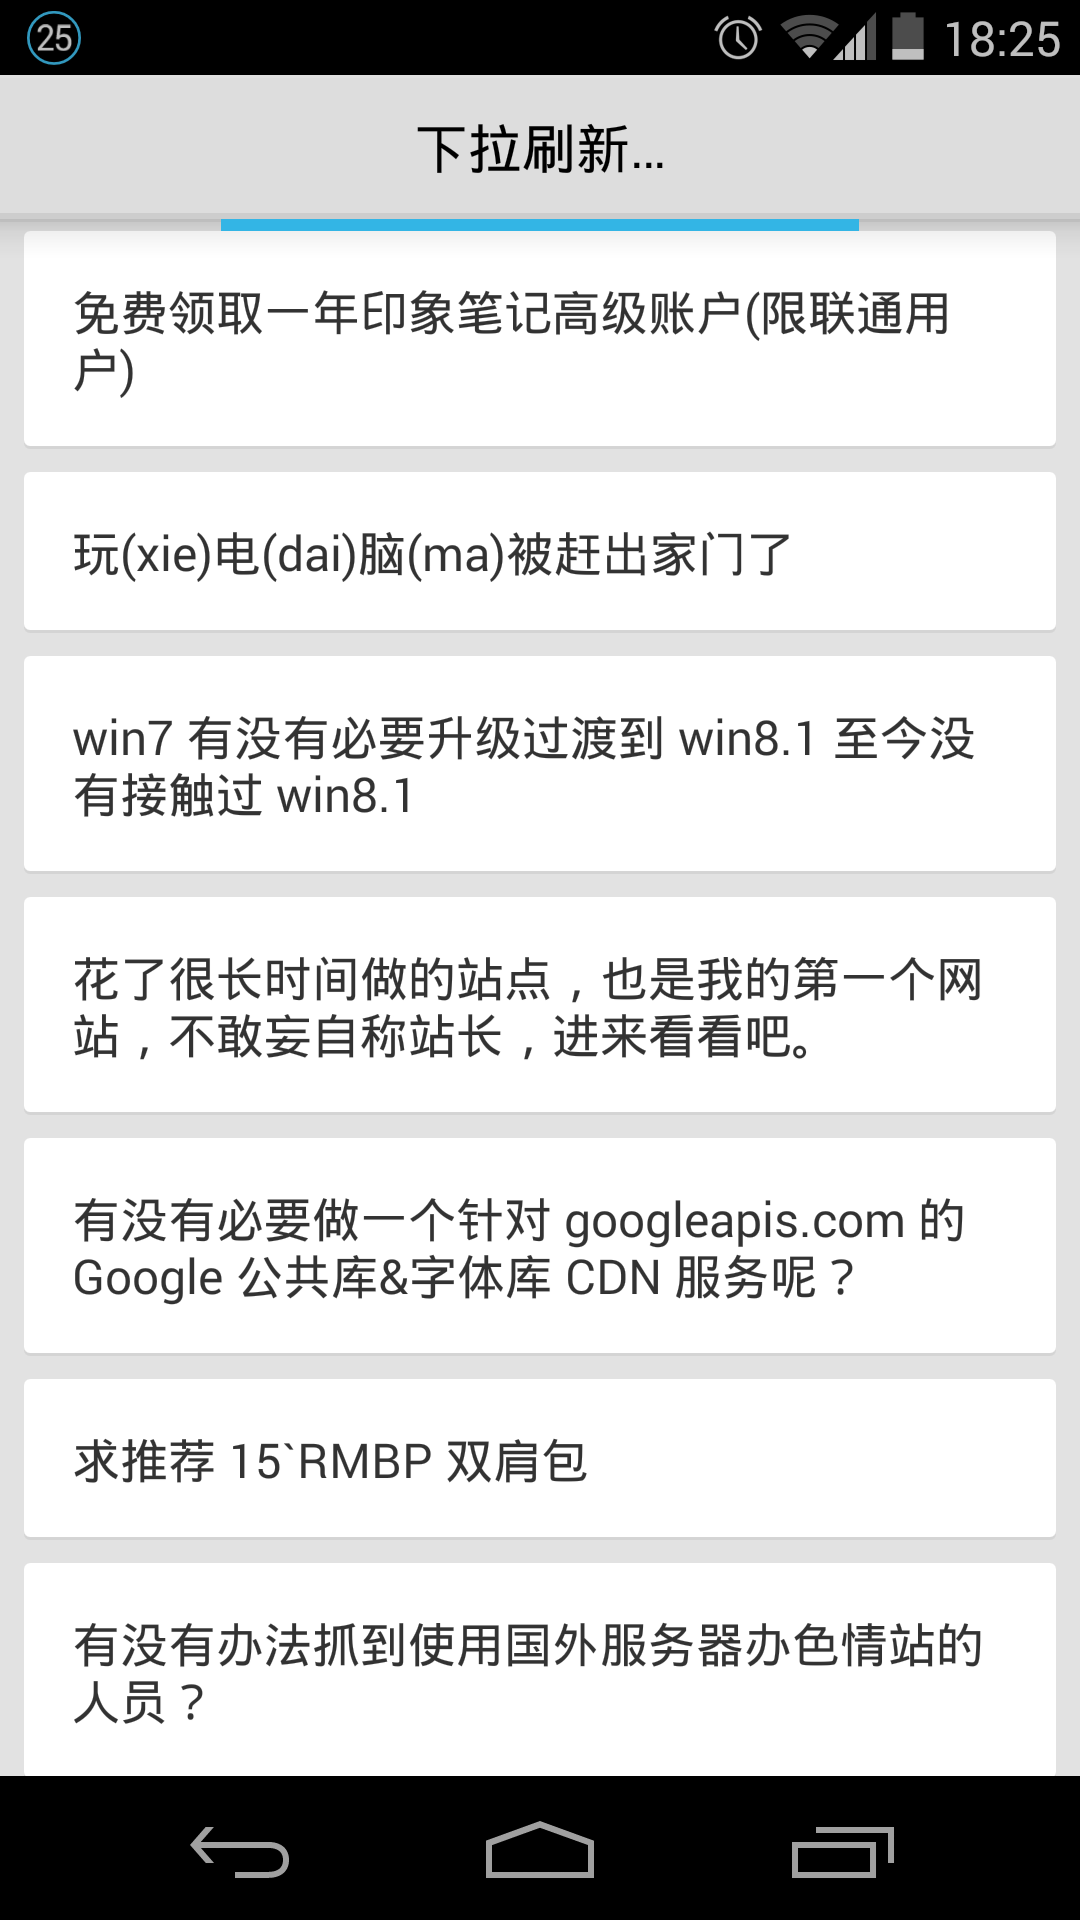 25
18:25
下拉刷新...
免费领取一年印象笔记高级账户(限联通用
户)
玩(xie)电(dai)脑(ma)被赶出家门了
win7 有没有必要升级过渡到 win8.1 至今没
有接触过 win8.1
花了很长时间做的站点，也是我的第一个网
站，不敢妄自称站长，进来看看吧。
有没有必要做一个针对 googleapis.com 的
Google 公共库&字体库 CDN 服务呢？
求推荐 15`RMBP 双肩包
有没有办法抓到使用国外服务器办色情站的
人员？